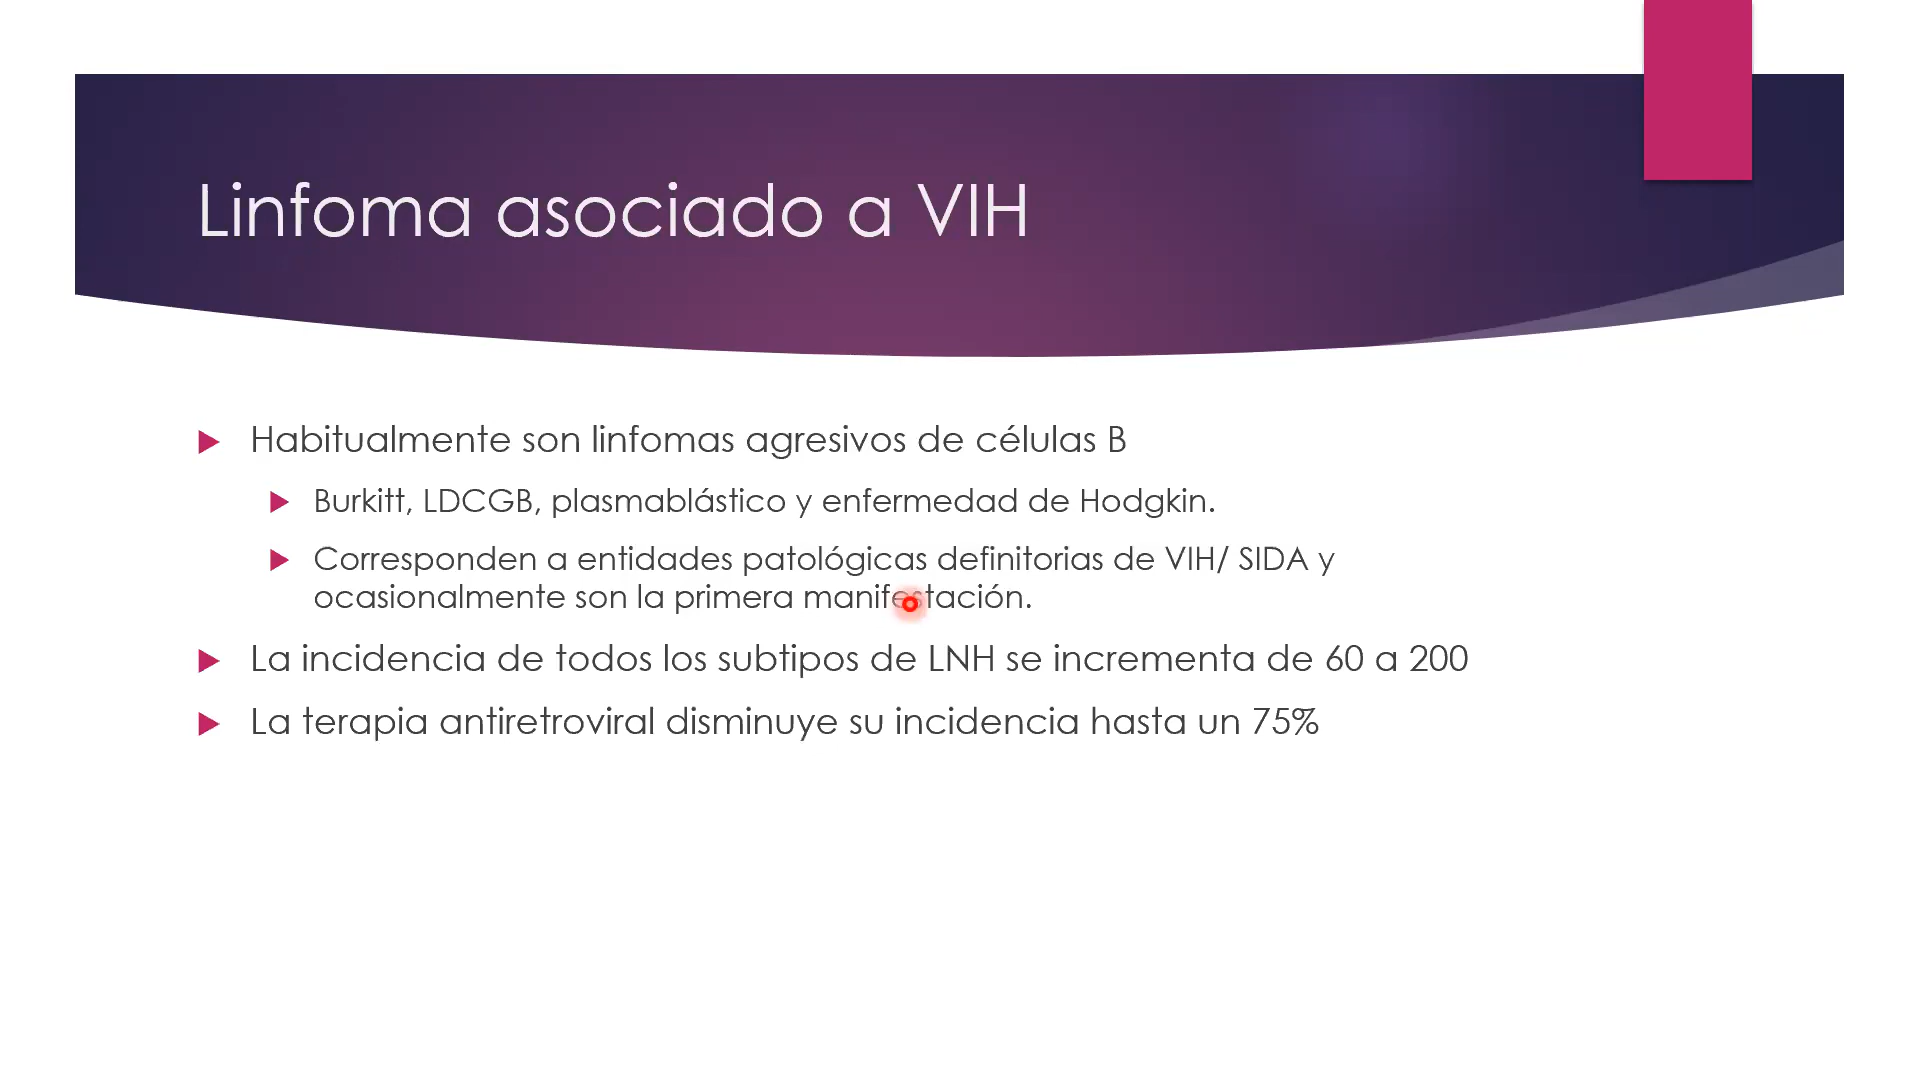 Linfoma asociado a VIH
Habitualmente son linfomas agresivos de células B
Burkitt, LDCGB, plasmablástico y enfermedad de Hodgkin.
Corresponden a entidades patológicas definitorias de VIH/ SIDA y
ocasionalmente son la primera manifestación.
La incidencia de todos los subtipos de LNH se incrementa de 60 a 200
La terapia antiretroviral disminuye su incidencia hasta un 75%